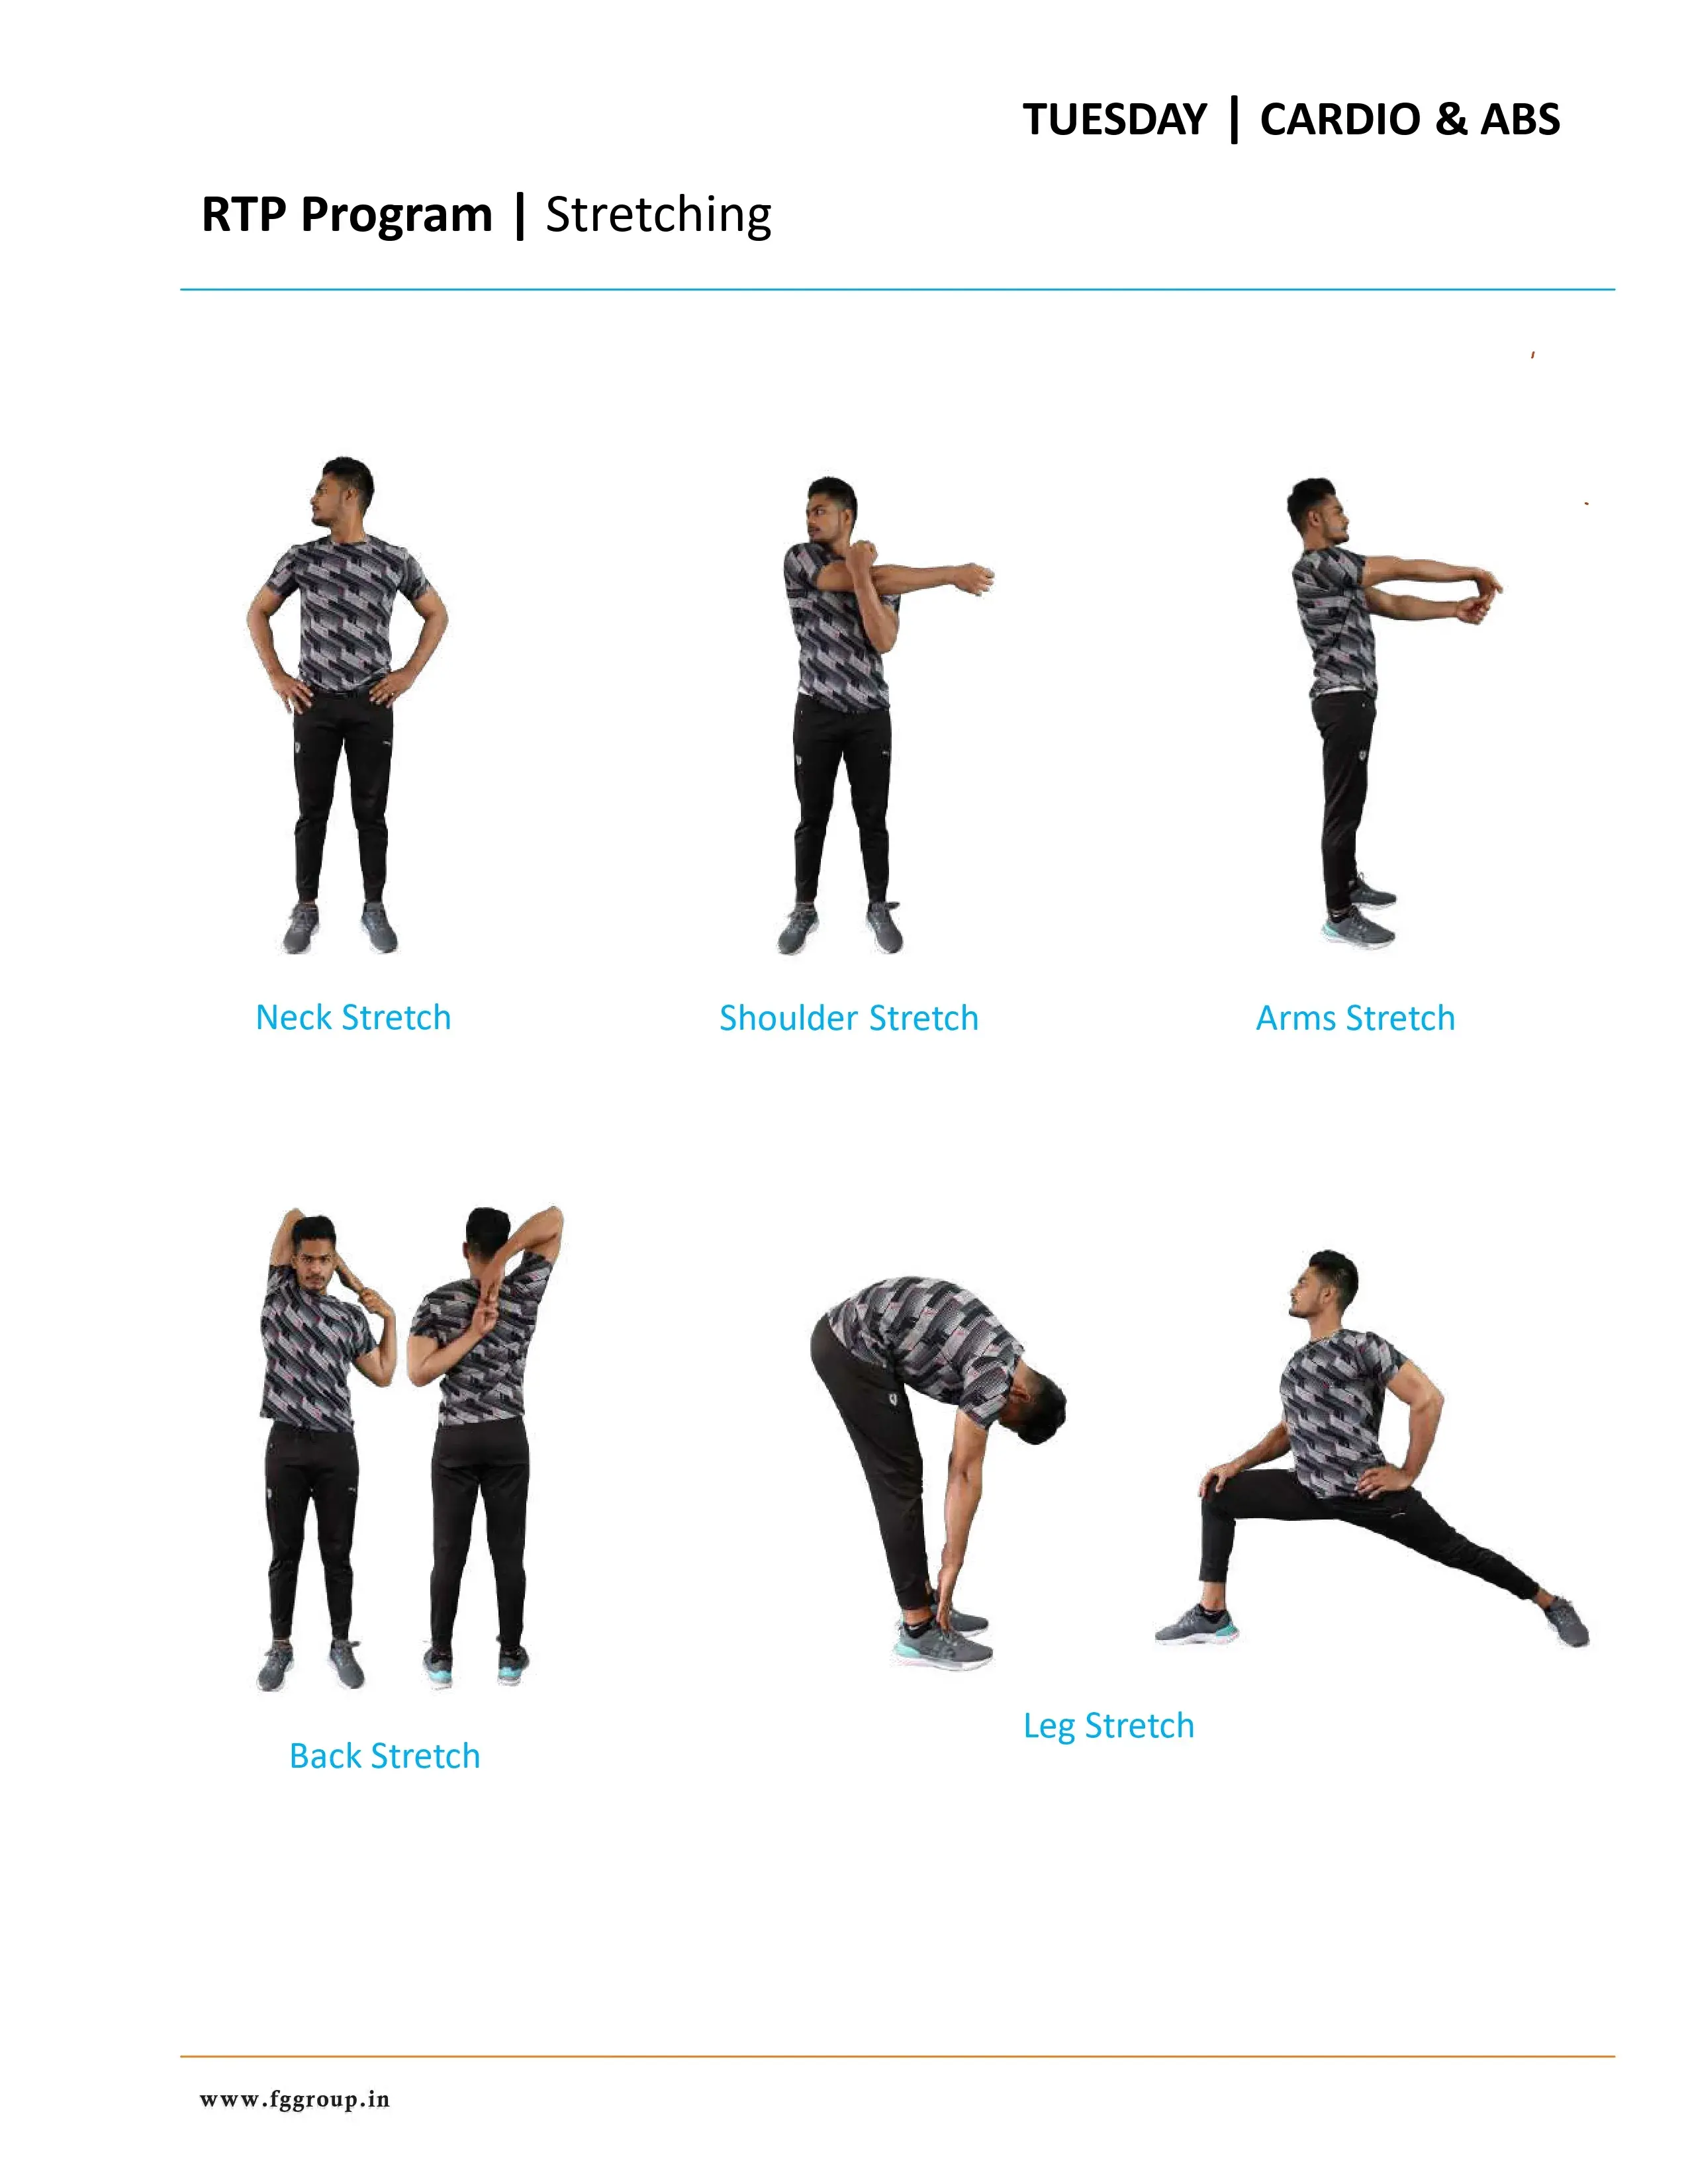 TUESDAY | CARDIO & ABS
RTP Program | Stretching
Neck Stretch
Shoulder Stretch
Arms Stretch
Back Stretch
Leg Stretch
www.fggroup.in